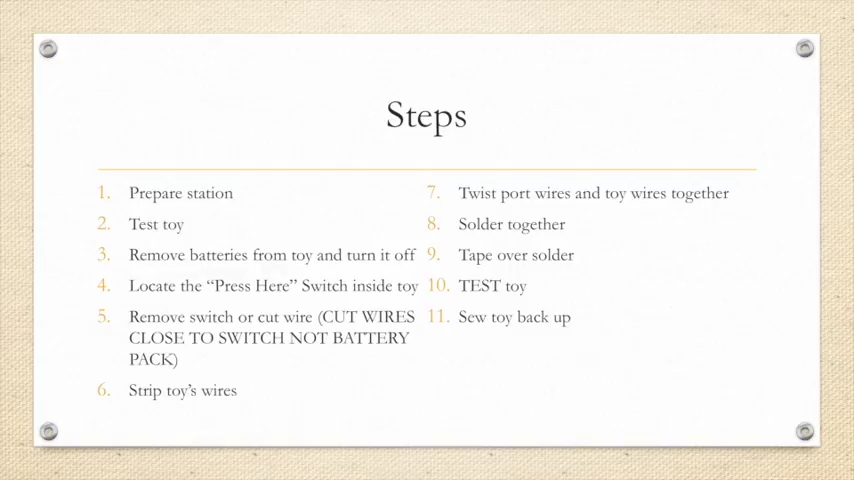 Steps
1. Prepare station
2. Test toy
3. Remove batteries from toy and turn it off
4. Locate the “Press Here” Switch inside toy
5. Remove switch or cut wire (CUT WIRES
CLOSE TO SWITCH NOT BATTERY
PACK)
6. Strip toy’s wires
7. Twist port wires and toy wires together
8. Solder together
9. Tape over solder
10. TEST toy
11. Sew toy back up